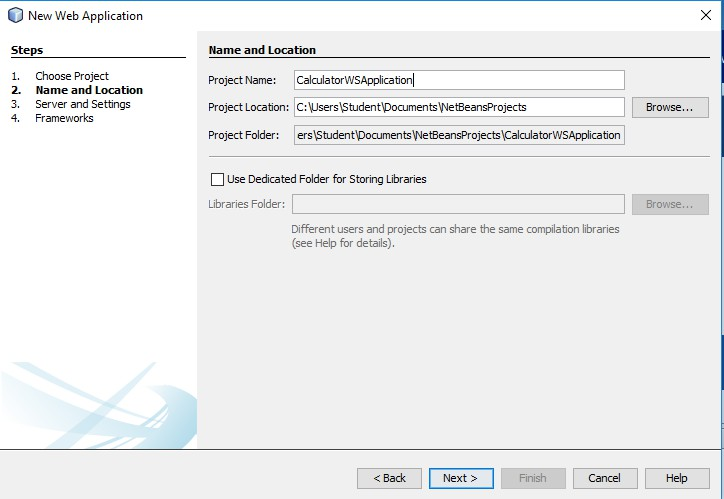 New Web Application
Steps
1. Choose Project
2. Name and Location
3. Server and Settings
4. Frameworks
Name and Location
Project Name: CalculatorWSApplication
Project Location: C:\Users\Student\Documents\NetBeansProjects Browse...
Project Folder: ers\Student\Documents\NetBeansProjects\CalculatorWSApplication
Use Dedicated Folder for Storing Libraries
Libraries Folder: Browse...
Different users and projects can share the same compilation libraries
(see Help for details).
< Back Next > Finish Cancel Help